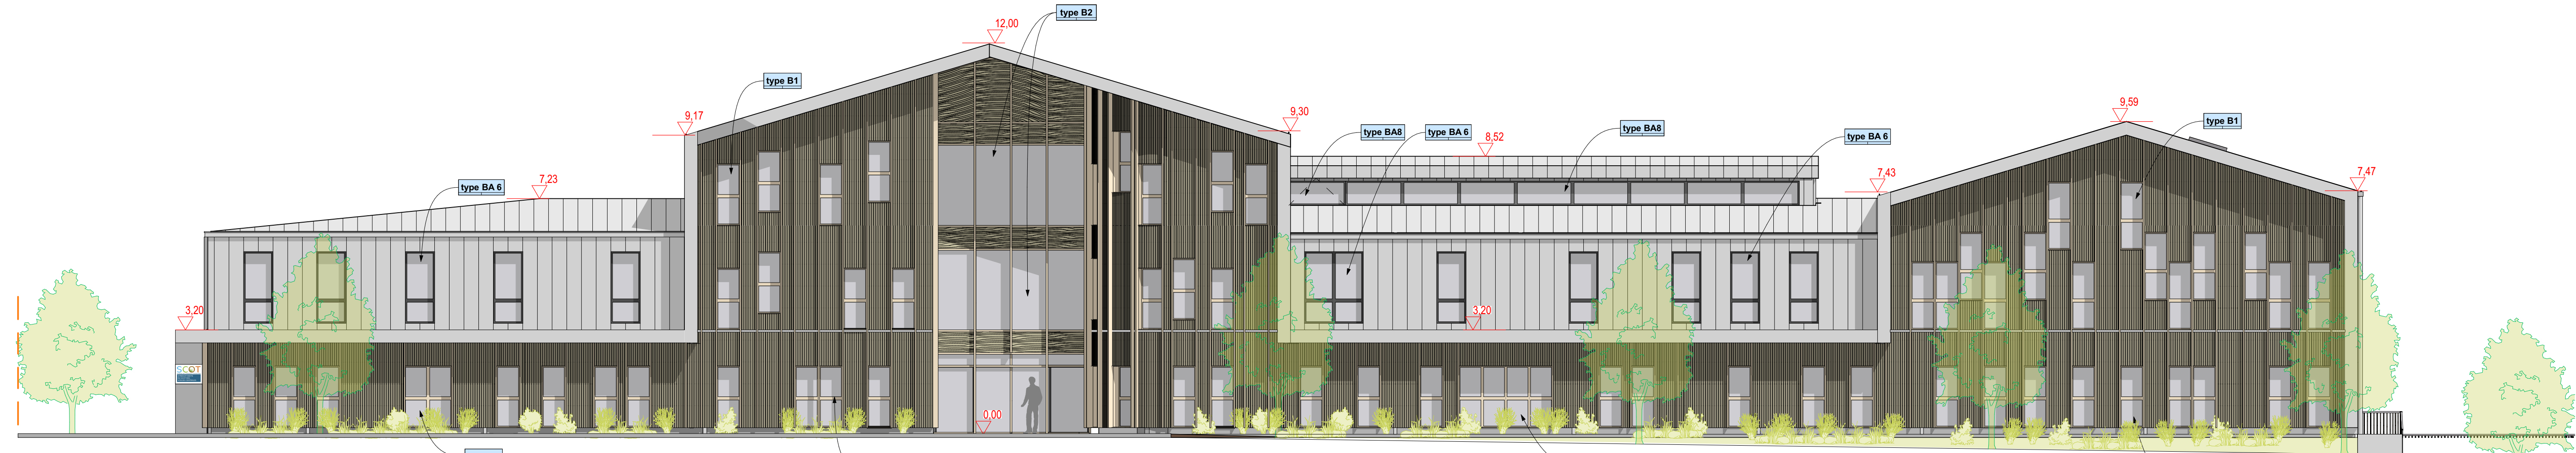 type B2
12,00
type B1
9,17
9,30
type BA8
type BA 6
8,52
type BA8
type BA 6
9,59
type B1
7,23
type BA 6
7,43
7,47
3,20
3,20
SCOT
0,00